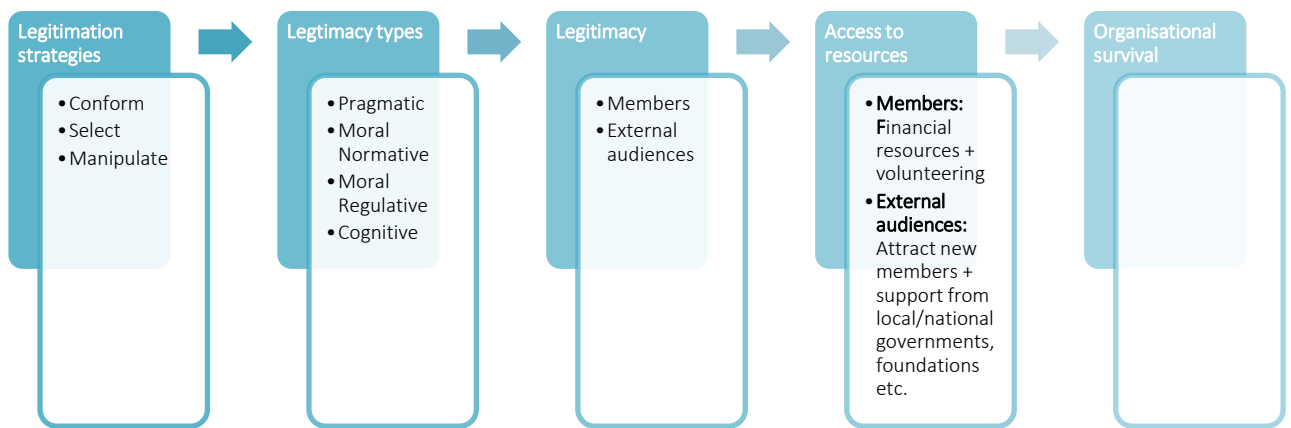 Legitimation
strategies
• Conform
• Select
• Manipulate
Legtimacy types
• Pragmatic
• Moral
Normative
• Moral
Regulative
• Cognitive
Legitimacy
• Members
• External
audiences
Access to
resources
• Members:
Financial
resources +
volunteering
• External
audiences:
Attract new
members +
support from
local/national
governments,
foundations
etc.
Organisational
survival